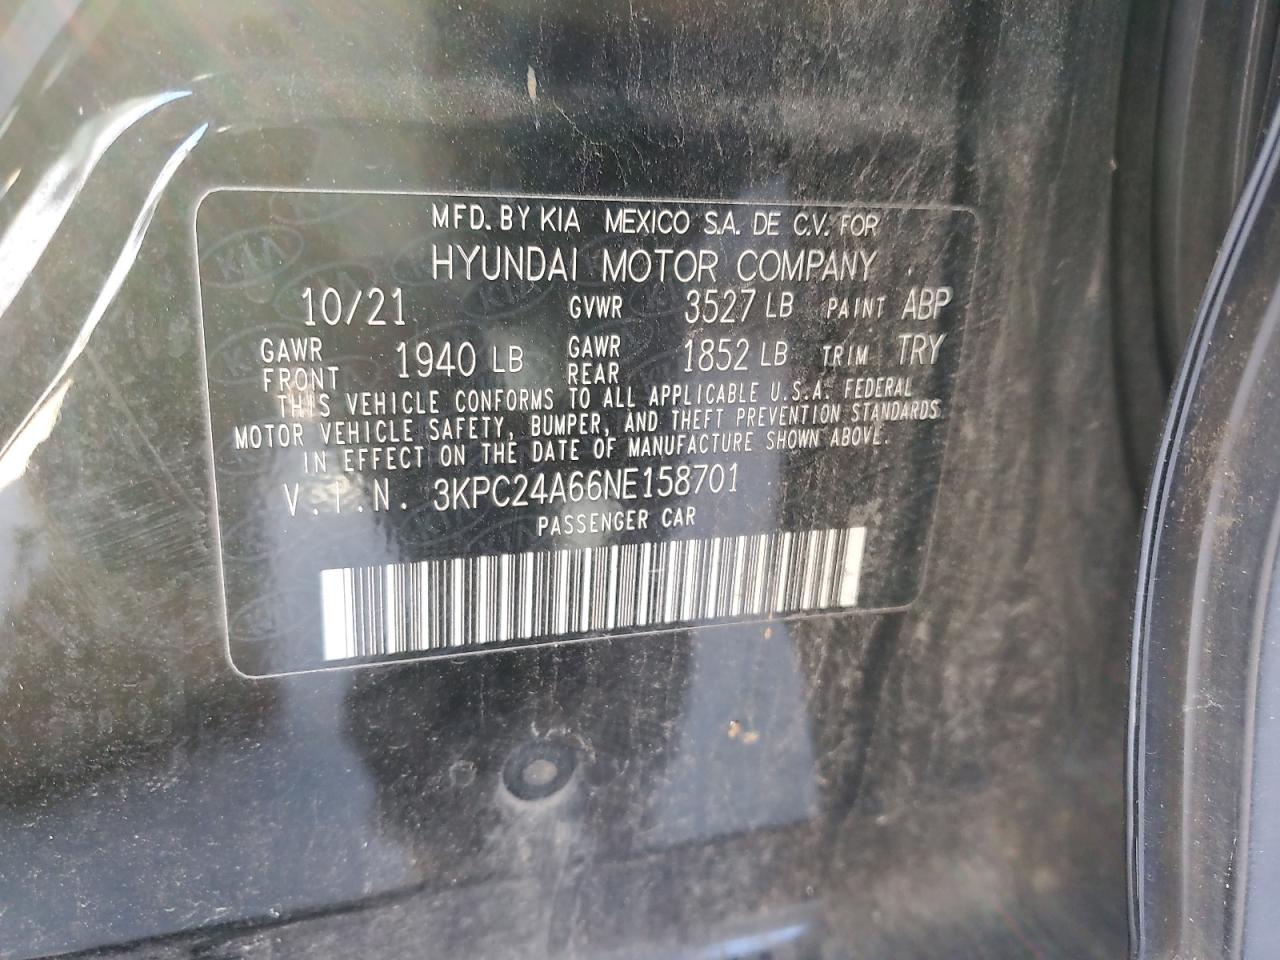 MFD. BY KIA MEXICO S.A. DE C.V. FOR
HYUNDAI MOTOR COMPANY
10/21 GVWR 3527 LB PAINT ABP
GAWR FRONT 1940 LB GAWR REAR 1852 LB TRIM TRY
THIS VEHICLE CONFORMS TO ALL APPLICABLE U.S.A. FEDERAL
MOTOR VEHICLE SAFETY, BUMPER, AND THEFT PREVENTION STANDARDS
IN EFFECT ON THE DATE OF MANUFACTURE SHOWN ABOVE.
V.I.N. 3KPC24A66NE158701
PASSENGER CAR